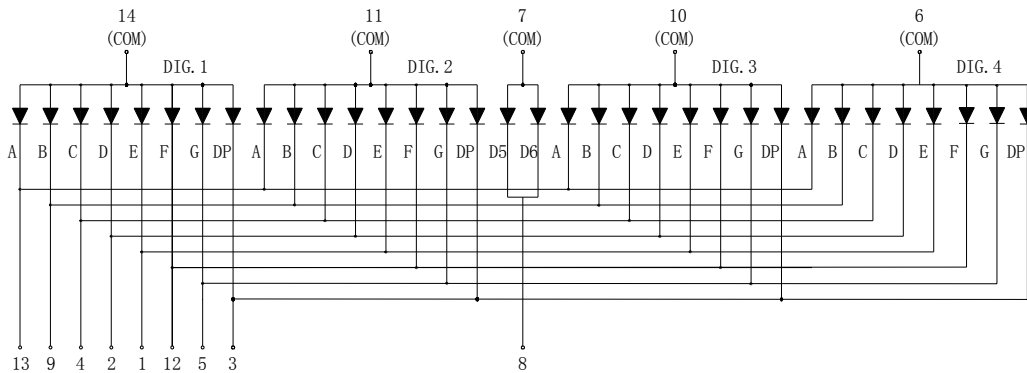 14 11 7 10 6
(COM) (COM) (COM) (COM) (COM)
DIG.1 DIG.2 DIG.3 DIG.4
A B C D E F G DP A B C D E F G DP D5 D6 A B C D E F G DP A B C D E F G DP
13 9 4 2 1 12 5 3 8